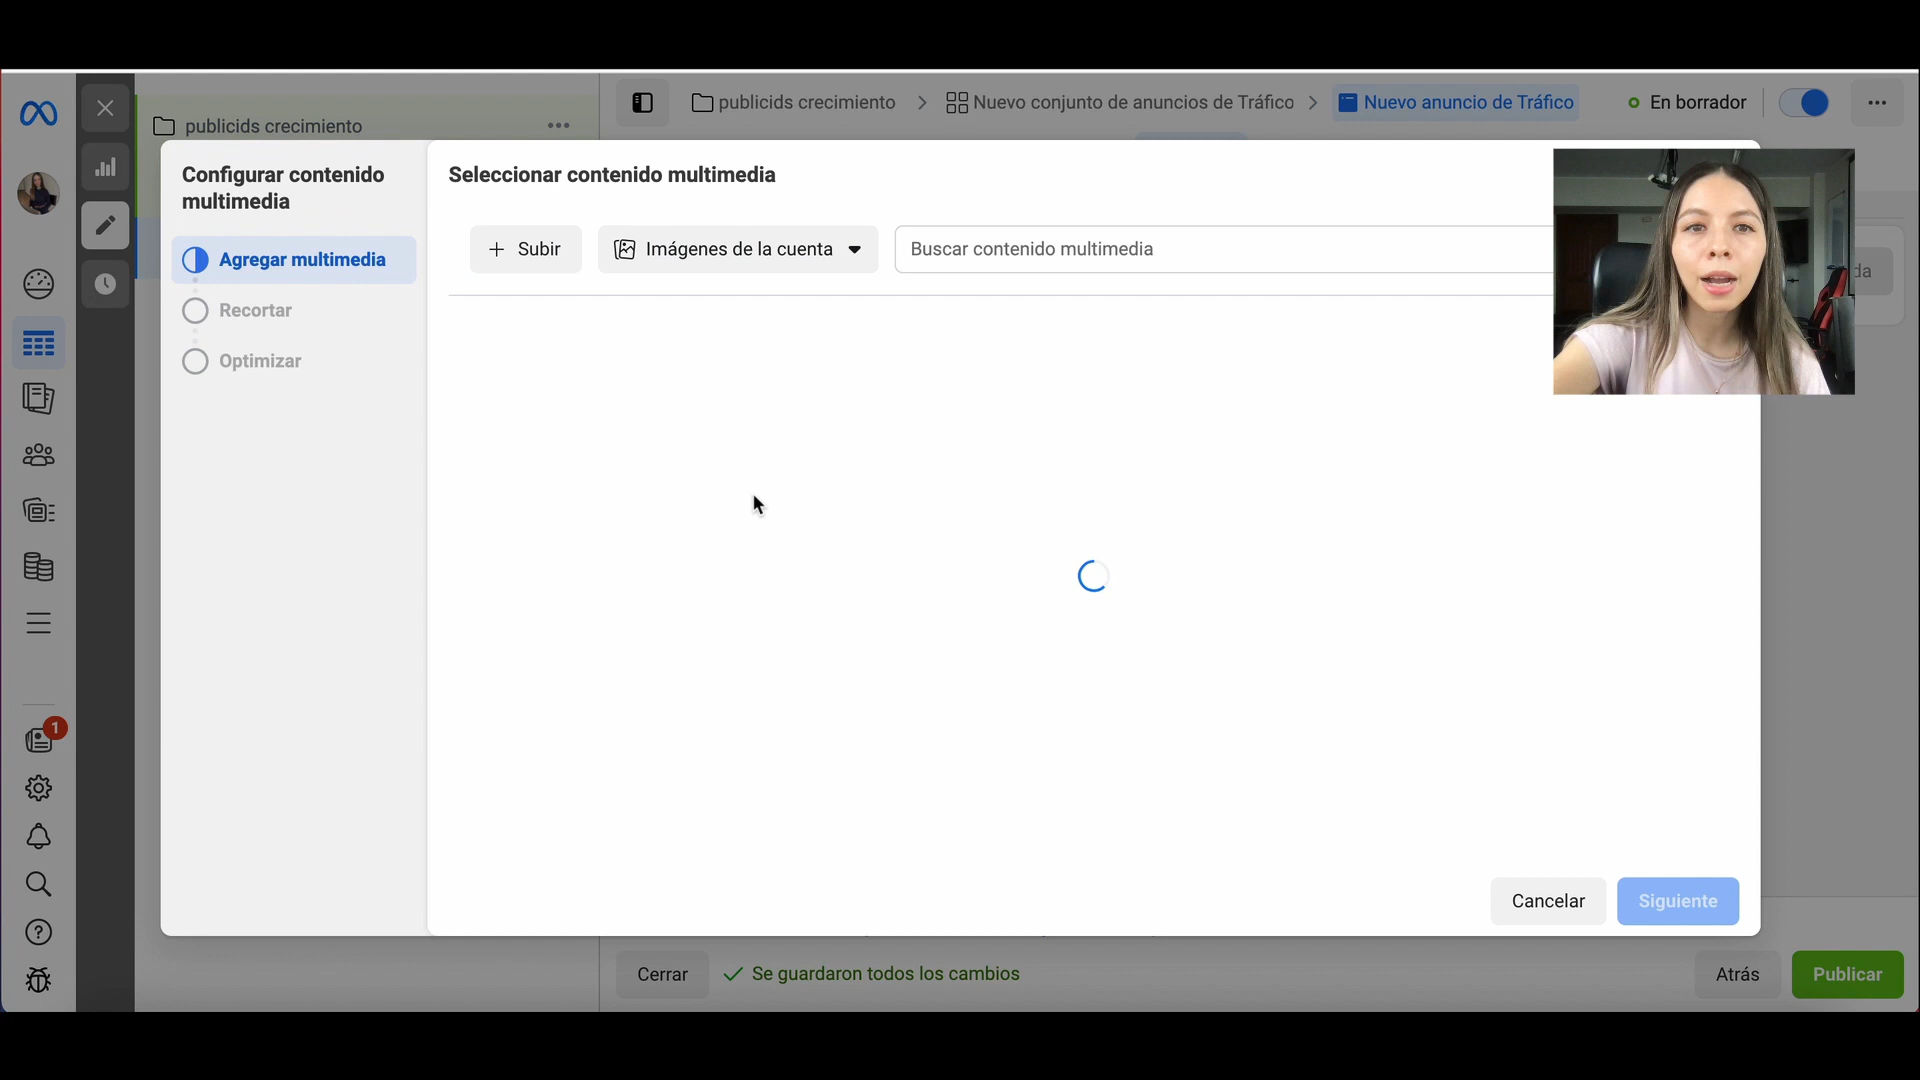 publicids crecimiento
Nuevo conjunto de anuncios de Tráfico
Nuevo anuncio de Tráfico
En borrador
publicids crecimiento
Configurar contenido
multimedia
Agregar multimedia
Recortar
Optimizar
Seleccionar contenido multimedia
Subir
Imágenes de la cuenta
Buscar contenido multimedia
da
Cancelar
Siguiente
1
Cerrar
Se guardaron todos los cambios
Atrás
Publicar